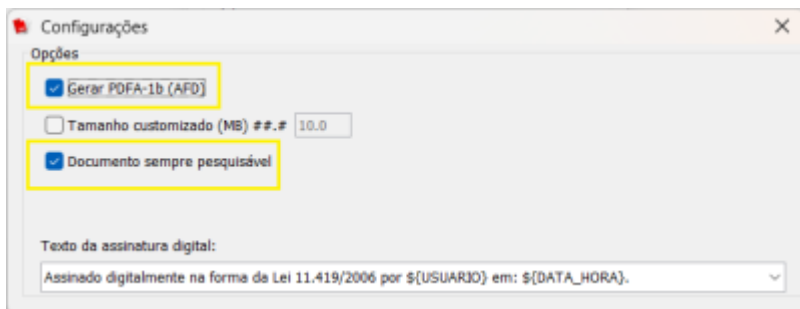 Configurações
Opções
Gerar PDFA-1b (AFD)
Tamanho customizado (MB) ##.# 10.0
Documento sempre pesquisável
Texto da assinatura digital:
Assinado digitalmente na forma da Lei 11.419/2006 por ${USUARIO} em: ${DATA_HORA}.